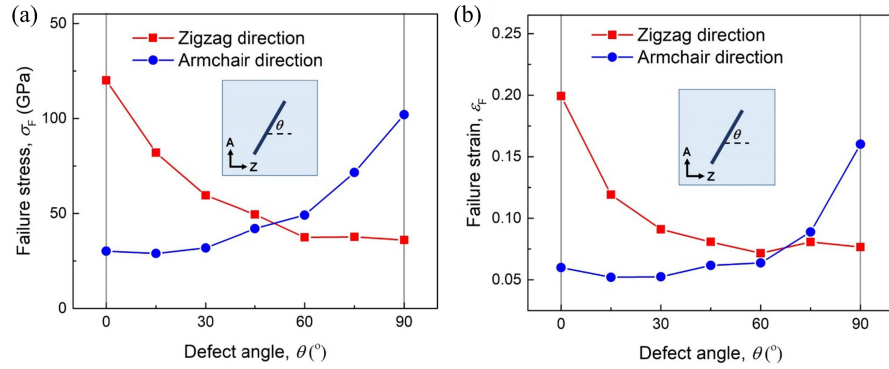 (a)
Failure stress, σF (GPa)
150
100
50
0
Zigzag direction
Armchair direction
θ
A
Z
0 30 60 90
Defect angle, θ (o)
(b)
Failure strain, εF
0.25
0.20
0.15
0.10
0.05
Zigzag direction
Armchair direction
θ
A
Z
0 30 60 90
Defect angle, θ (o)